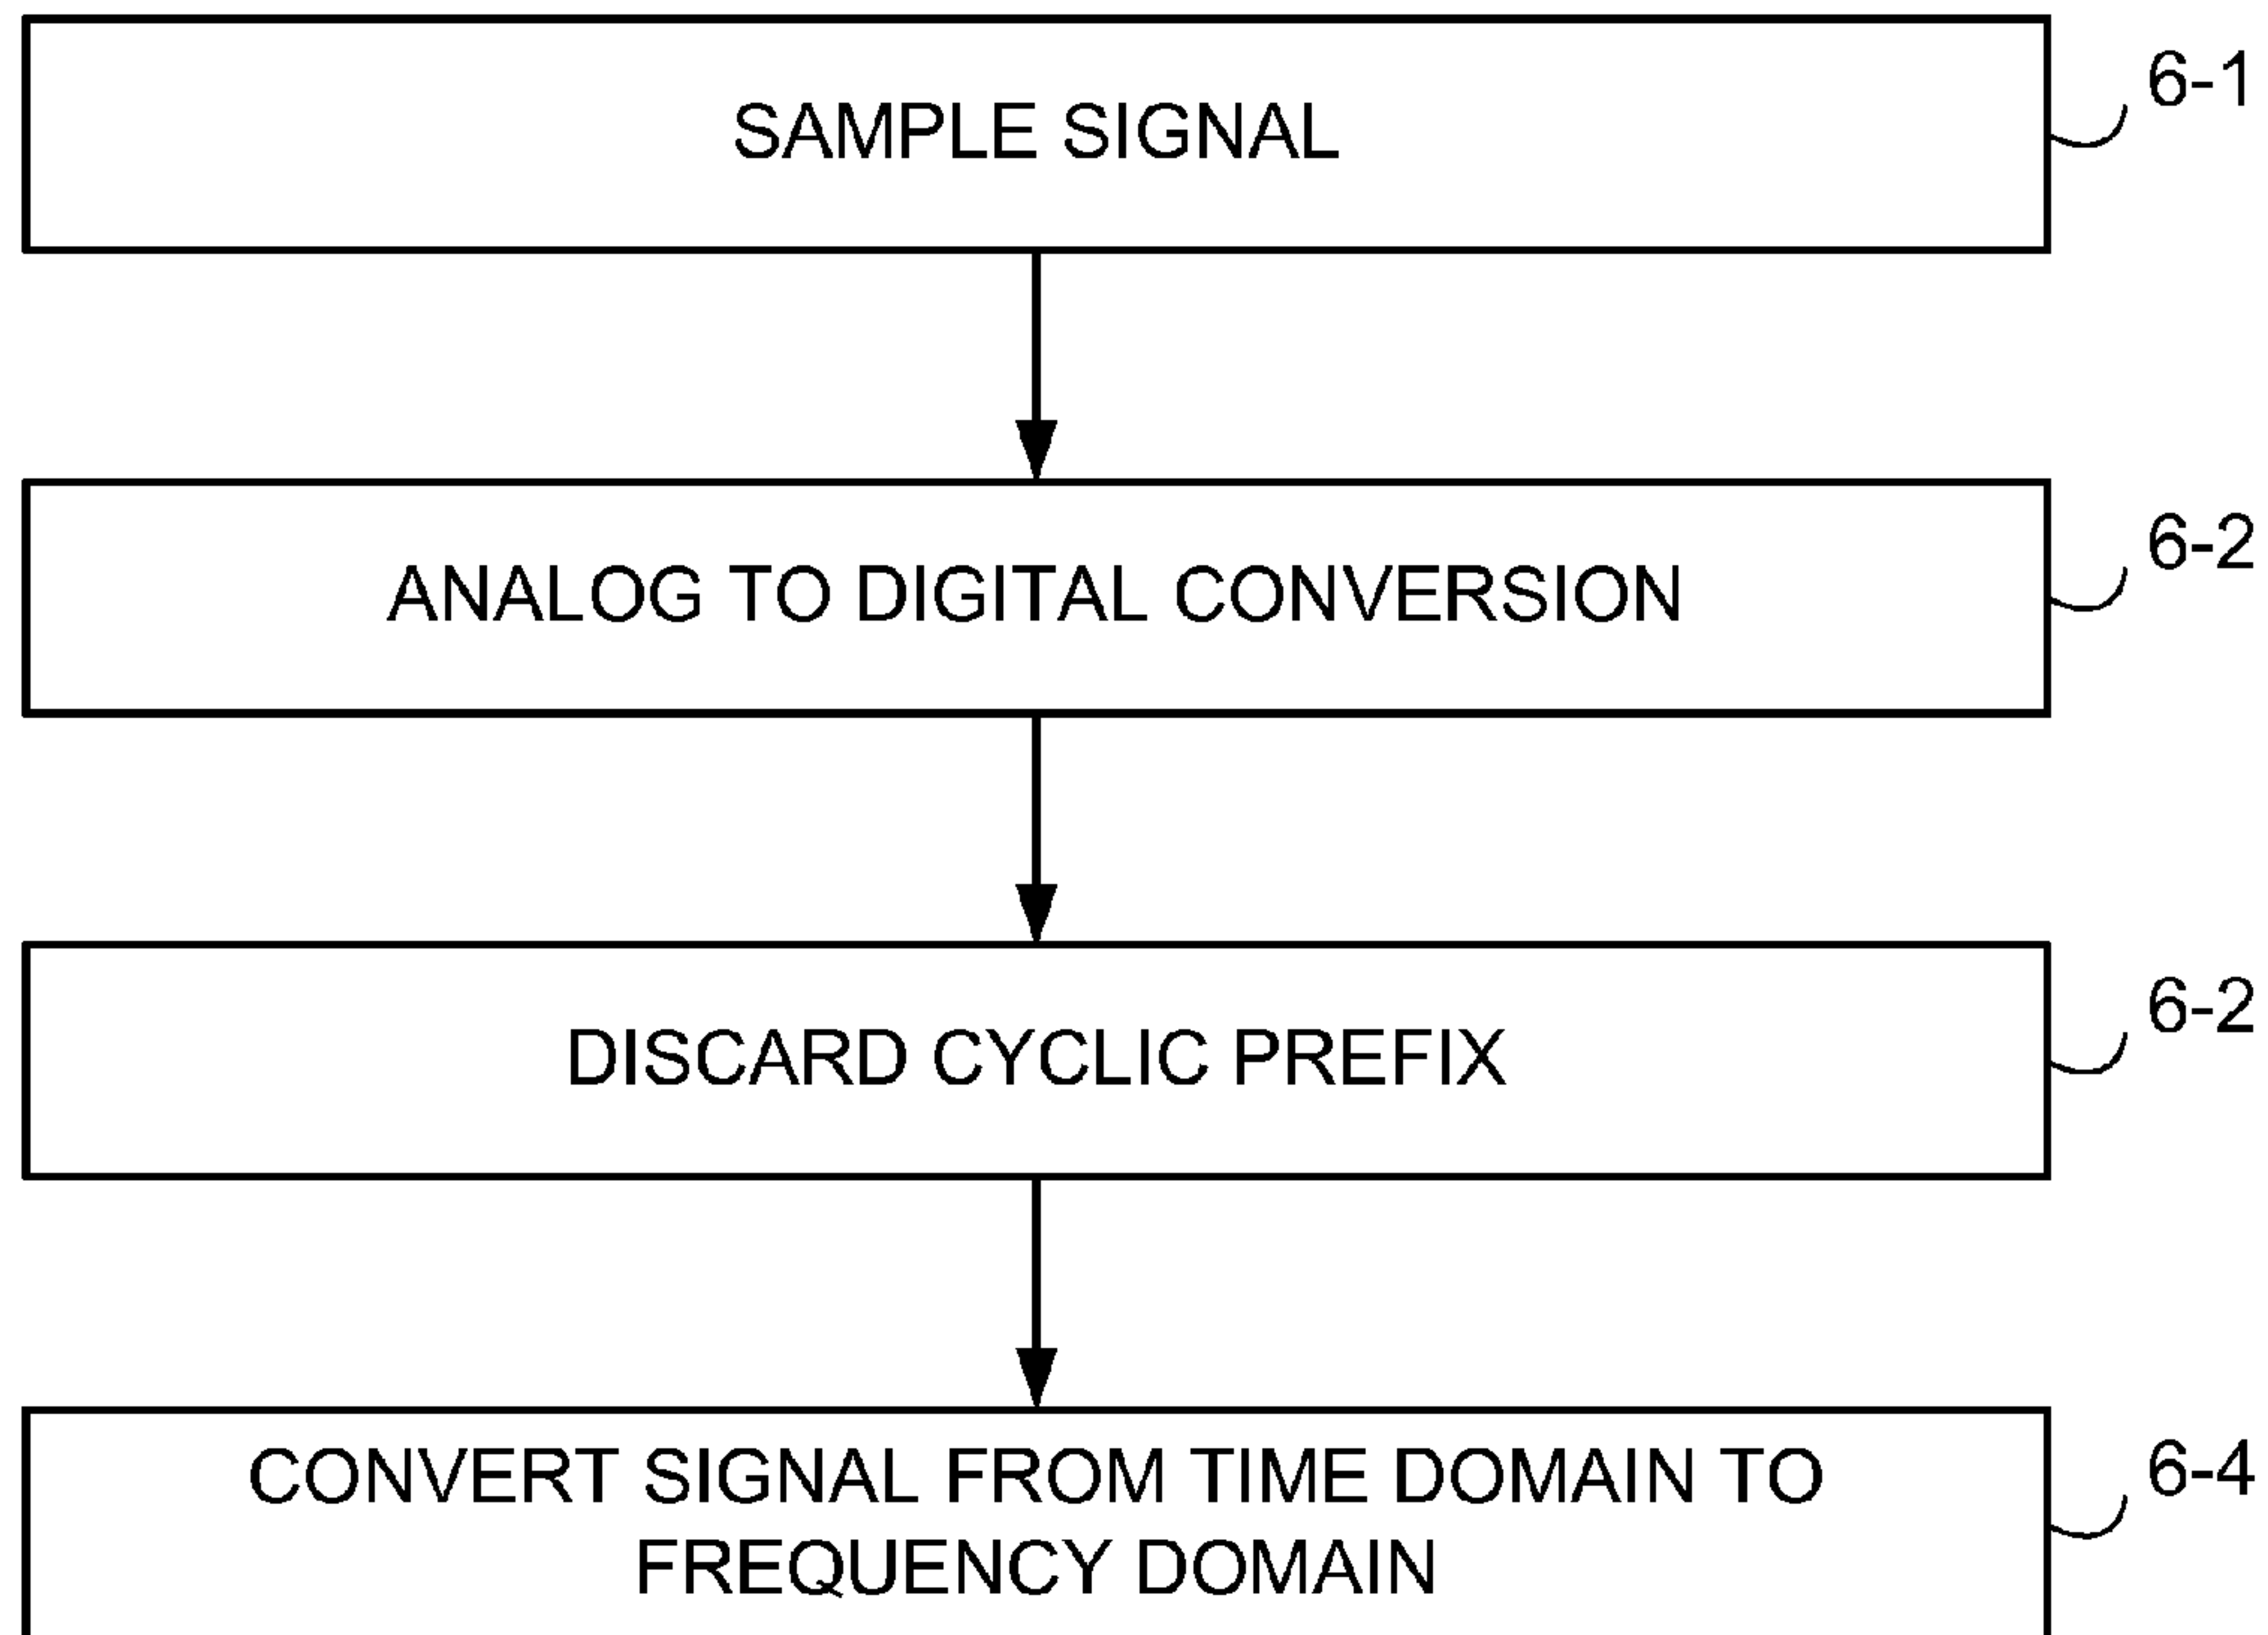 SAMPLE SIGNAL
6-1
ANALOG TO DIGITAL CONVERSION
6-2
DISCARD CYCLIC PREFIX
6-2
CONVERT SIGNAL FROM TIME DOMAIN TO
FREQUENCY DOMAIN
6-4